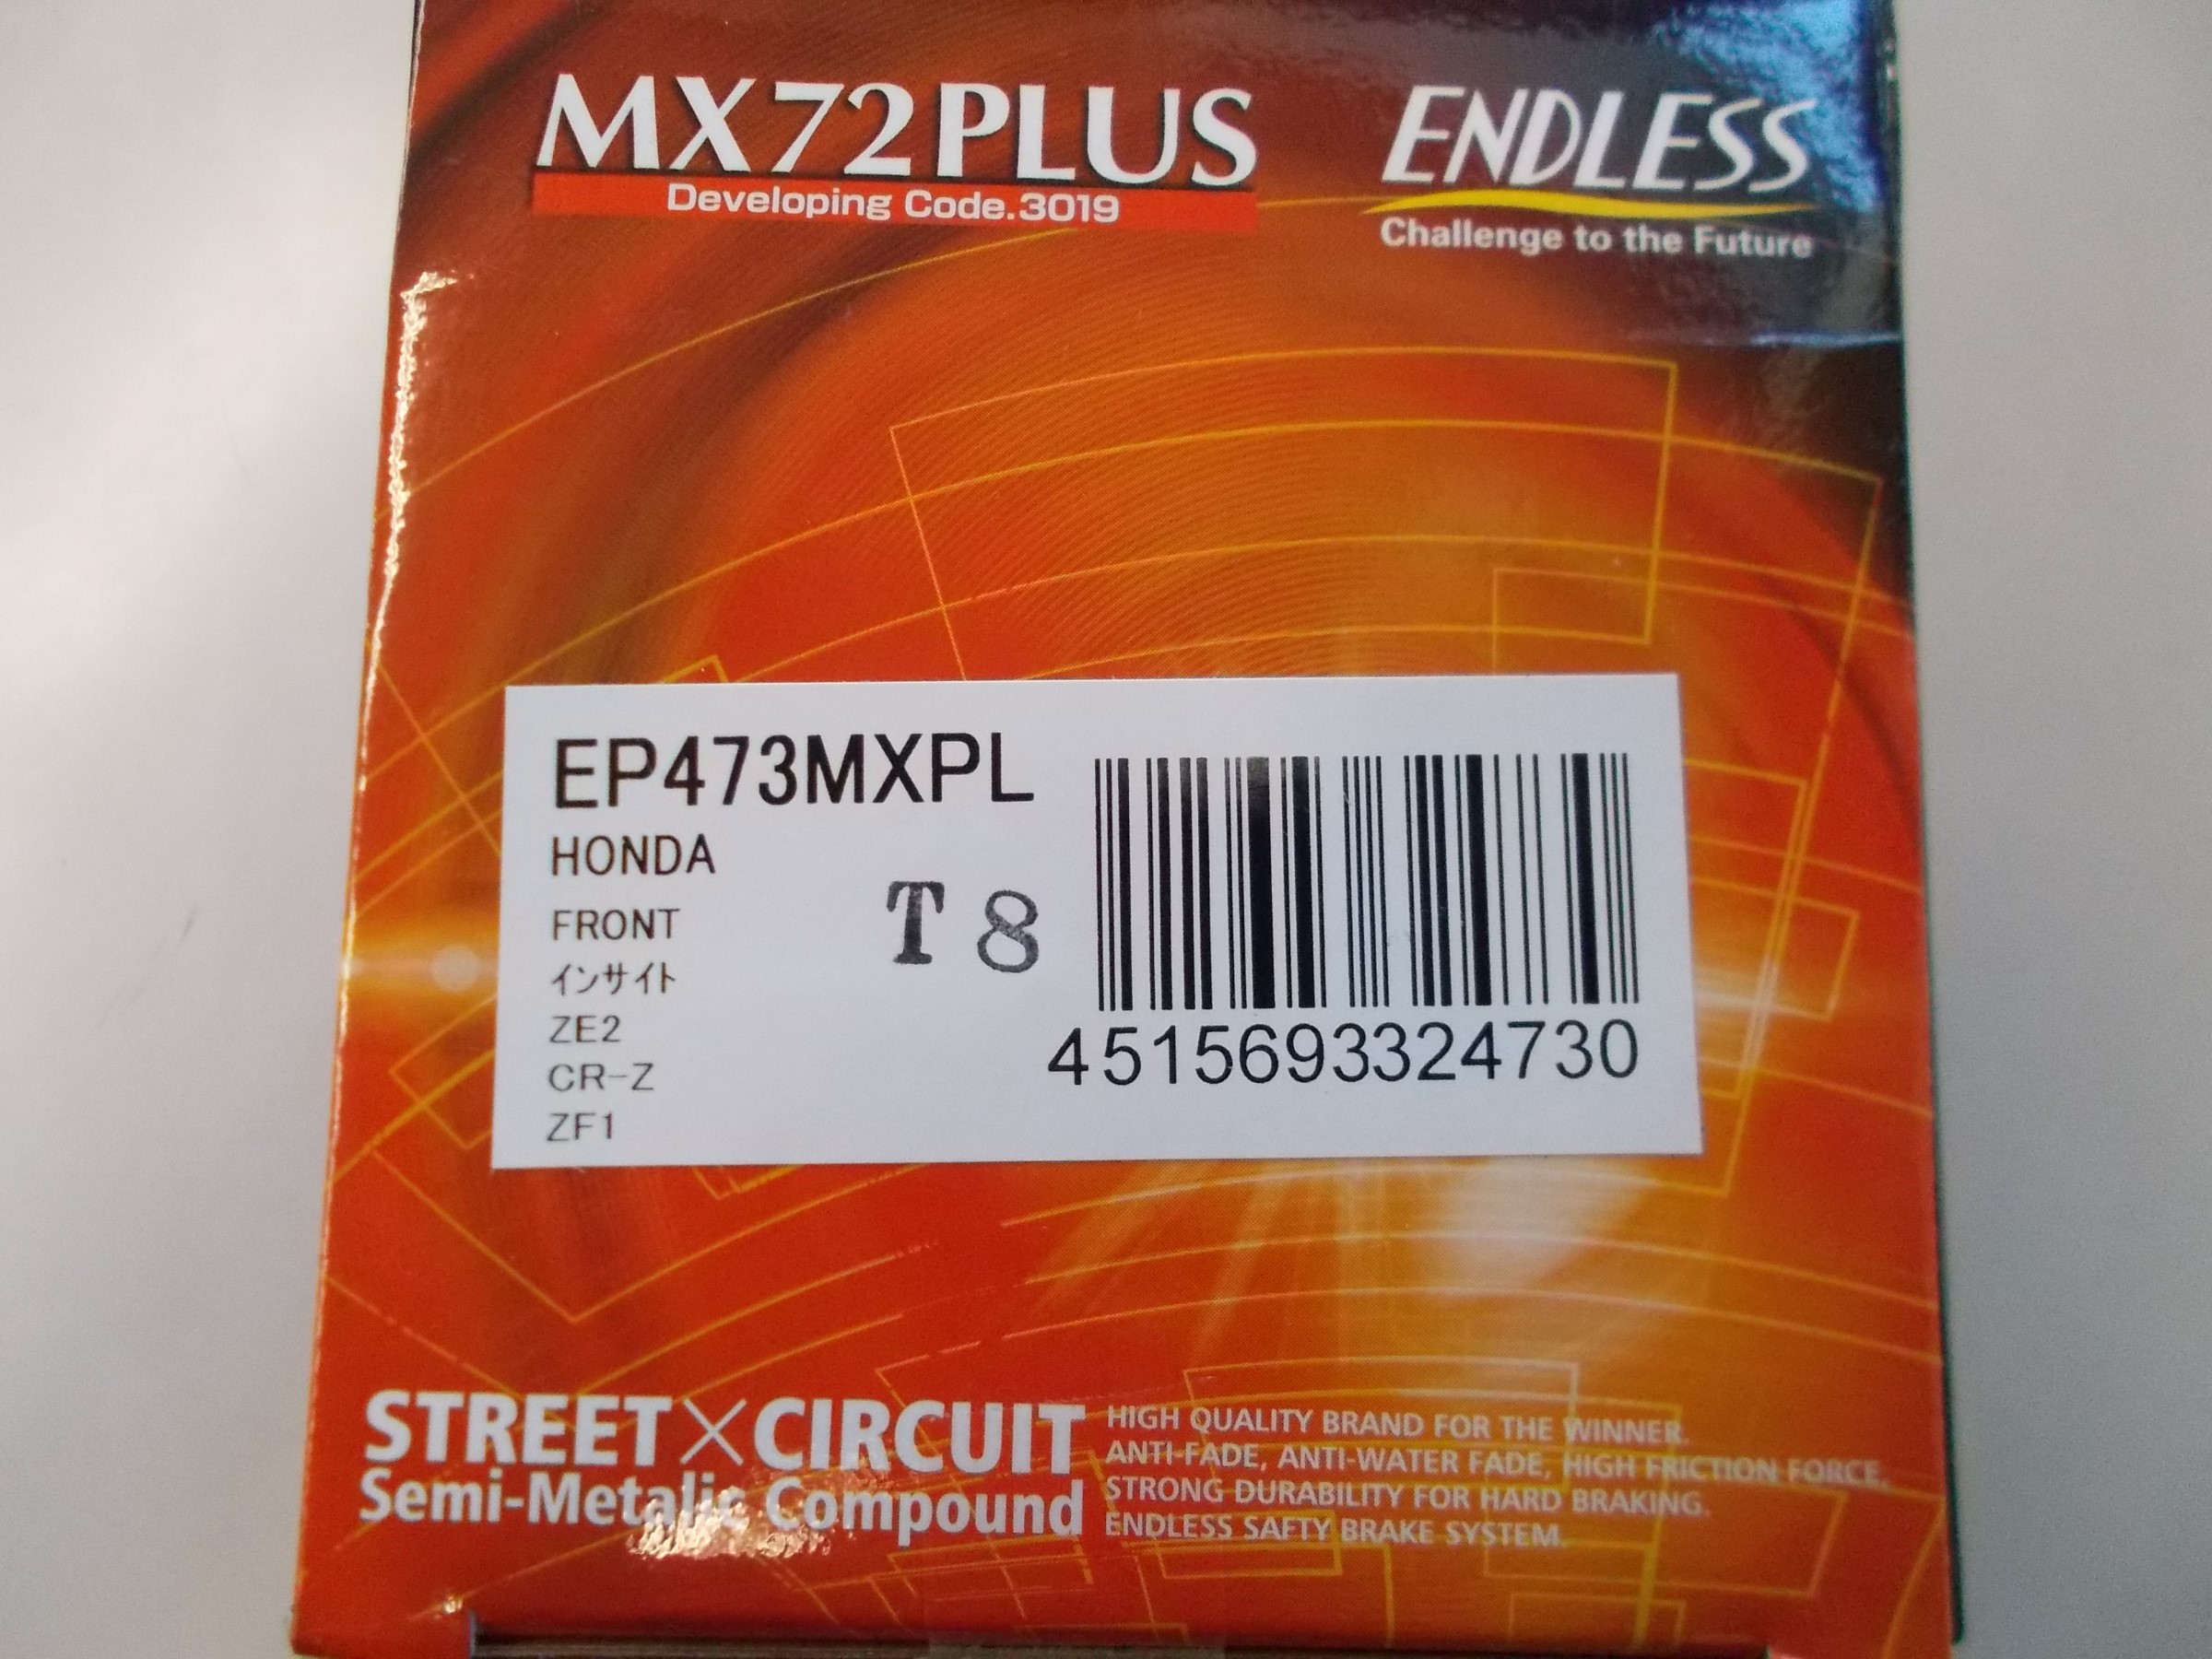 MX72PLUS
Developing Code.3019
ENDLESS
Challenge to the Future
EP473MXPL
HONDA
FRONT
インサイト
ZE2
CR-Z
ZF1
T 8
4515693324730
STREET×CIRCUIT
Semi-Metalic Compound
HIGH QUALITY BRAND FOR THE WINNER.
ANTI-FADE, ANTI-WATER FADE, HIGH FRICTION FORCE.
STRONG DURABILITY FOR HARD BRAKING.
ENDLESS SAFTY BRAKE SYSTEM.